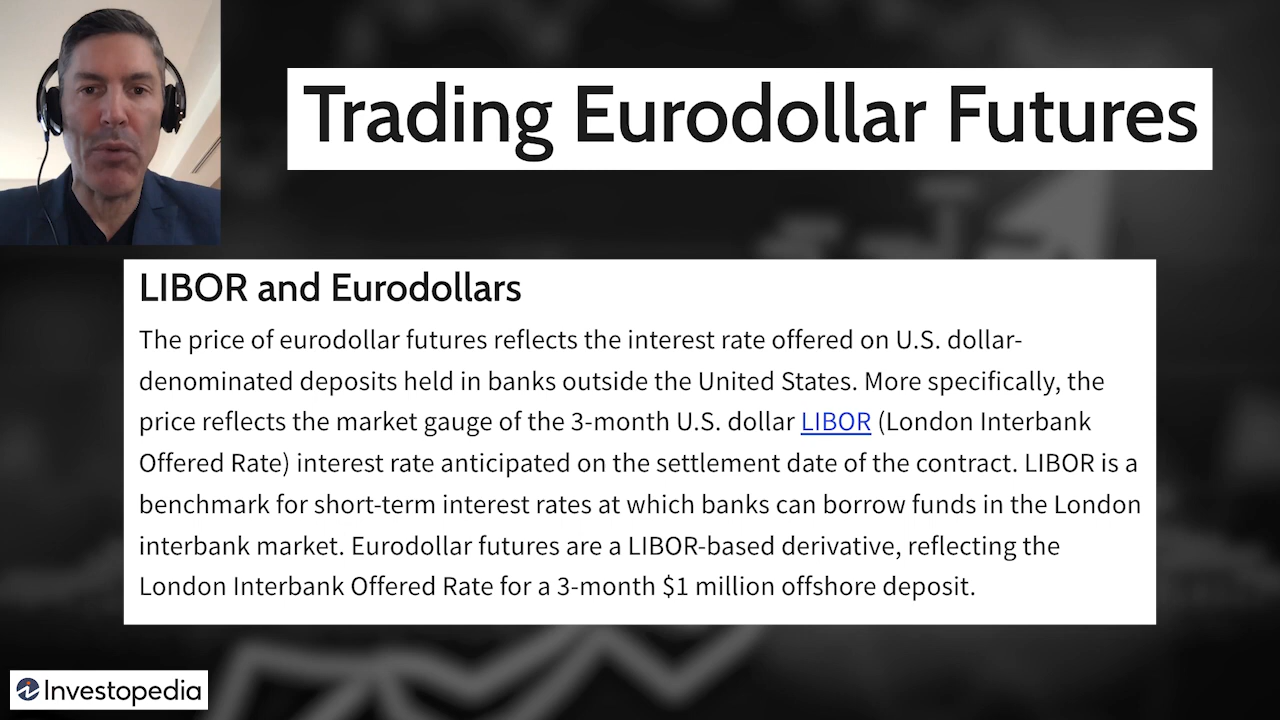 Trading Eurodollar Futures
LIBOR and Eurodollars
The price of eurodollar futures reflects the interest rate offered on U.S. dollar-
denominated deposits held in banks outside the United States. More specifically, the
price reflects the market gauge of the 3-month U.S. dollar LIBOR (London Interbank
Offered Rate) interest rate anticipated on the settlement date of the contract. LIBOR is a
benchmark for short-term interest rates at which banks can borrow funds in the London
interbank market. Eurodollar futures are a LIBOR-based derivative, reflecting the
London Interbank Offered Rate for a 3-month $1 million offshore deposit.
Investopedia